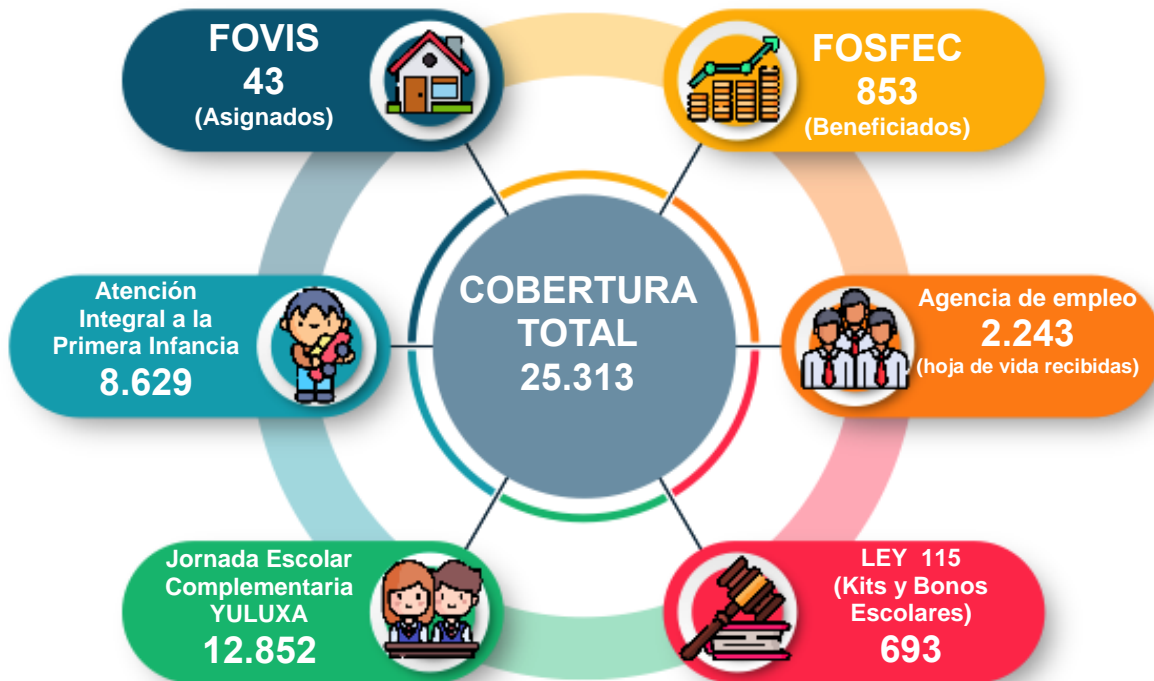 FOVIS
43
(Asignados)
FOSFEC
853
(Beneficiados)
Atención
Integral a la
Primera Infancia
8.629
COBERTURA
TOTAL
25.313
Agencia de empleo
2.243
(hoja de vida recibidas)
Jornada Escolar
Complementaria
YULUXA
12.852
LEY 115
(Kits y Bonos
Escolares)
693